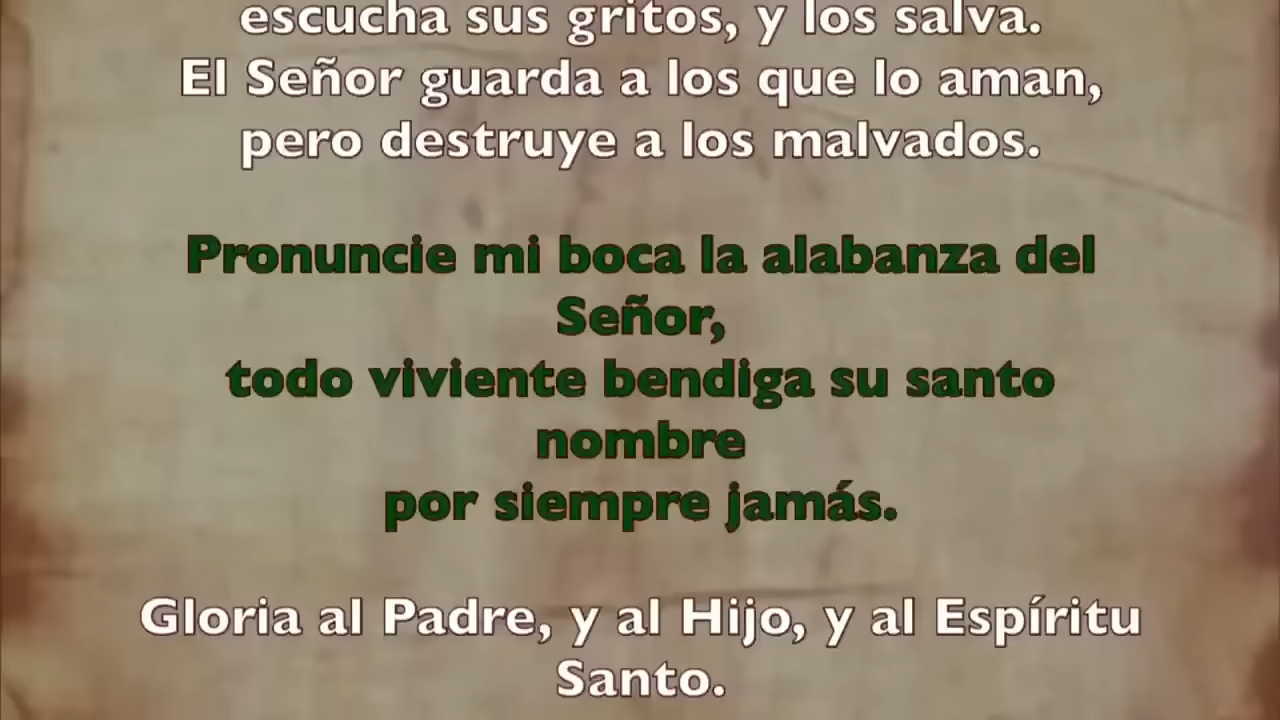 escucha sus gritos, y los salva.
El Señor guarda a los que lo aman,
pero destruye a los malvados.
Pronuncie mi boca la alabanza del
Señor,
todo viviente bendiga su santo
nombre
por siempre jamás.
Gloria al Padre, y al Hijo, y al Espíritu
Santo.